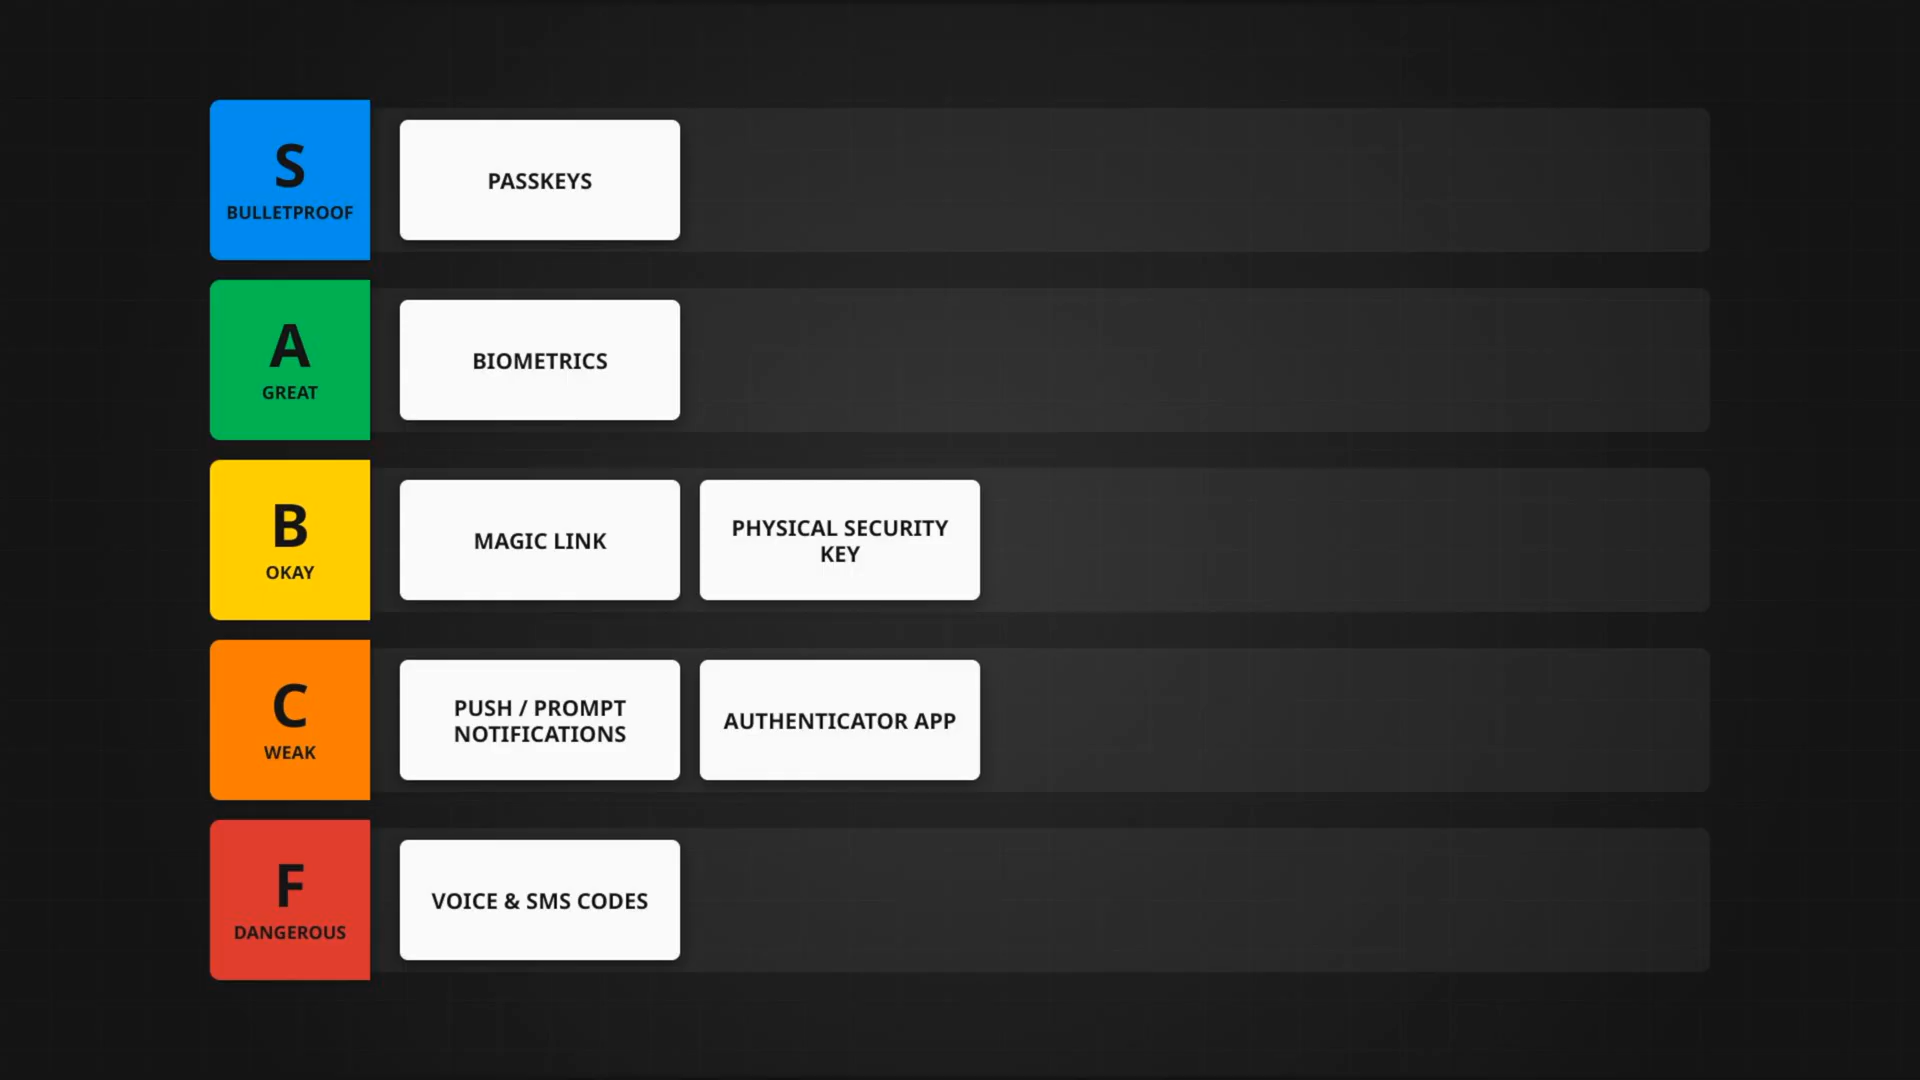 S
BULLETPROOF
PASSKEYS
A
GREAT
BIOMETRICS
B
OKAY
MAGIC LINK
PHYSICAL SECURITY
KEY
C
WEAK
PUSH / PROMPT
NOTIFICATIONS
AUTHENTICATOR APP
F
DANGEROUS
VOICE & SMS CODES